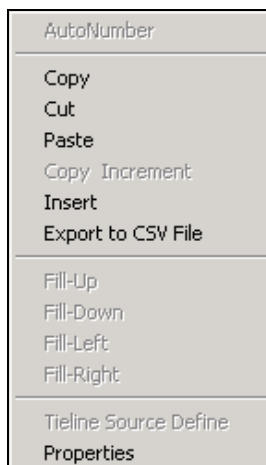 AutoNumber
Copy
Cut
Paste
Copy Increment
Insert
Export to CSV File
Fill-Up
Fill-Down
Fill-Left
Fill-Right
Tieline Source Define
Properties